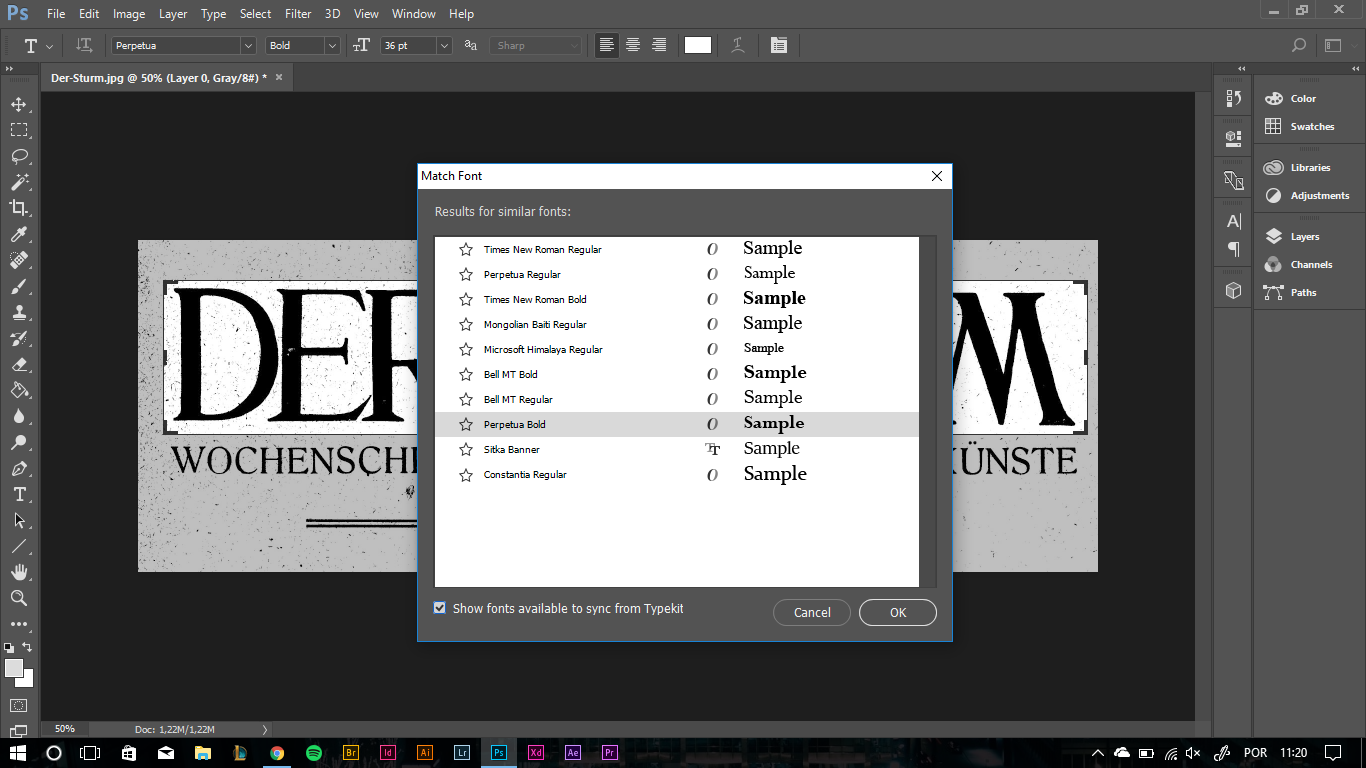 Ps File Edit Image Layer Type Select Filter 3D View Window Help
T Perpetua Bold 36 pt aa Sharp
Der-Sturm.jpg @ 50% (Layer 0, Gray/8#) *
Color
Swatches
Libraries
Adjustments
Layers
Channels
Paths
Match Font
Results for similar fonts:
Times New Roman Regular O Sample
Perpetua Regular O Sample
Times New Roman Bold O Sample
Mongolian Baiti Regular O Sample
Microsoft Himalaya Regular O Sample
Bell MT Bold O Sample
Bell MT Regular O Sample
Perpetua Bold O Sample
Sitka Banner Sample
Constantia Regular O Sample
Show fonts available to sync from Typekit
Cancel OK
DER M
WOCHENSCH ÜNSTE
50% Doc: 1,22M/1,22M
Br Id Ai Lr Ps Xd Ae Pr POR 11:20